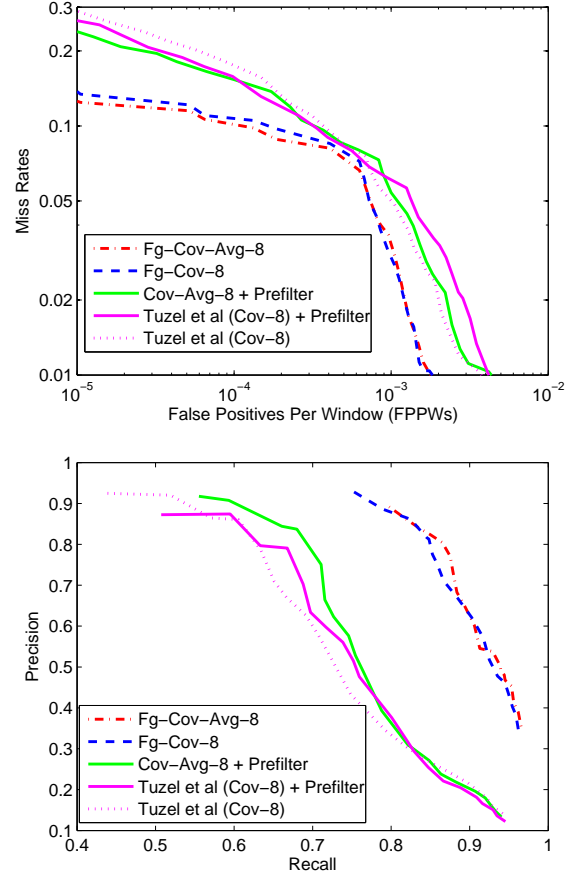 0.3
0.2
0.1
0.05
0.02
0.01
Miss Rates
Fg−Cov−Avg−8
Fg−Cov−8
Cov−Avg−8 + Prefilter
Tuzel et al (Cov−8) + Prefilter
Tuzel et al (Cov−8)
10−5 10−4 10−3 10−2
False Positives Per Window (FPPWs)
1
0.9
0.8
0.7
0.6
0.5
0.4
0.3
0.2
0.1
Precision
Fg−Cov−Avg−8
Fg−Cov−8
Cov−Avg−8 + Prefilter
Tuzel et al (Cov−8) + Prefilter
Tuzel et al (Cov−8)
0.4 0.5 0.6 0.7 0.8 0.9 1
Recall